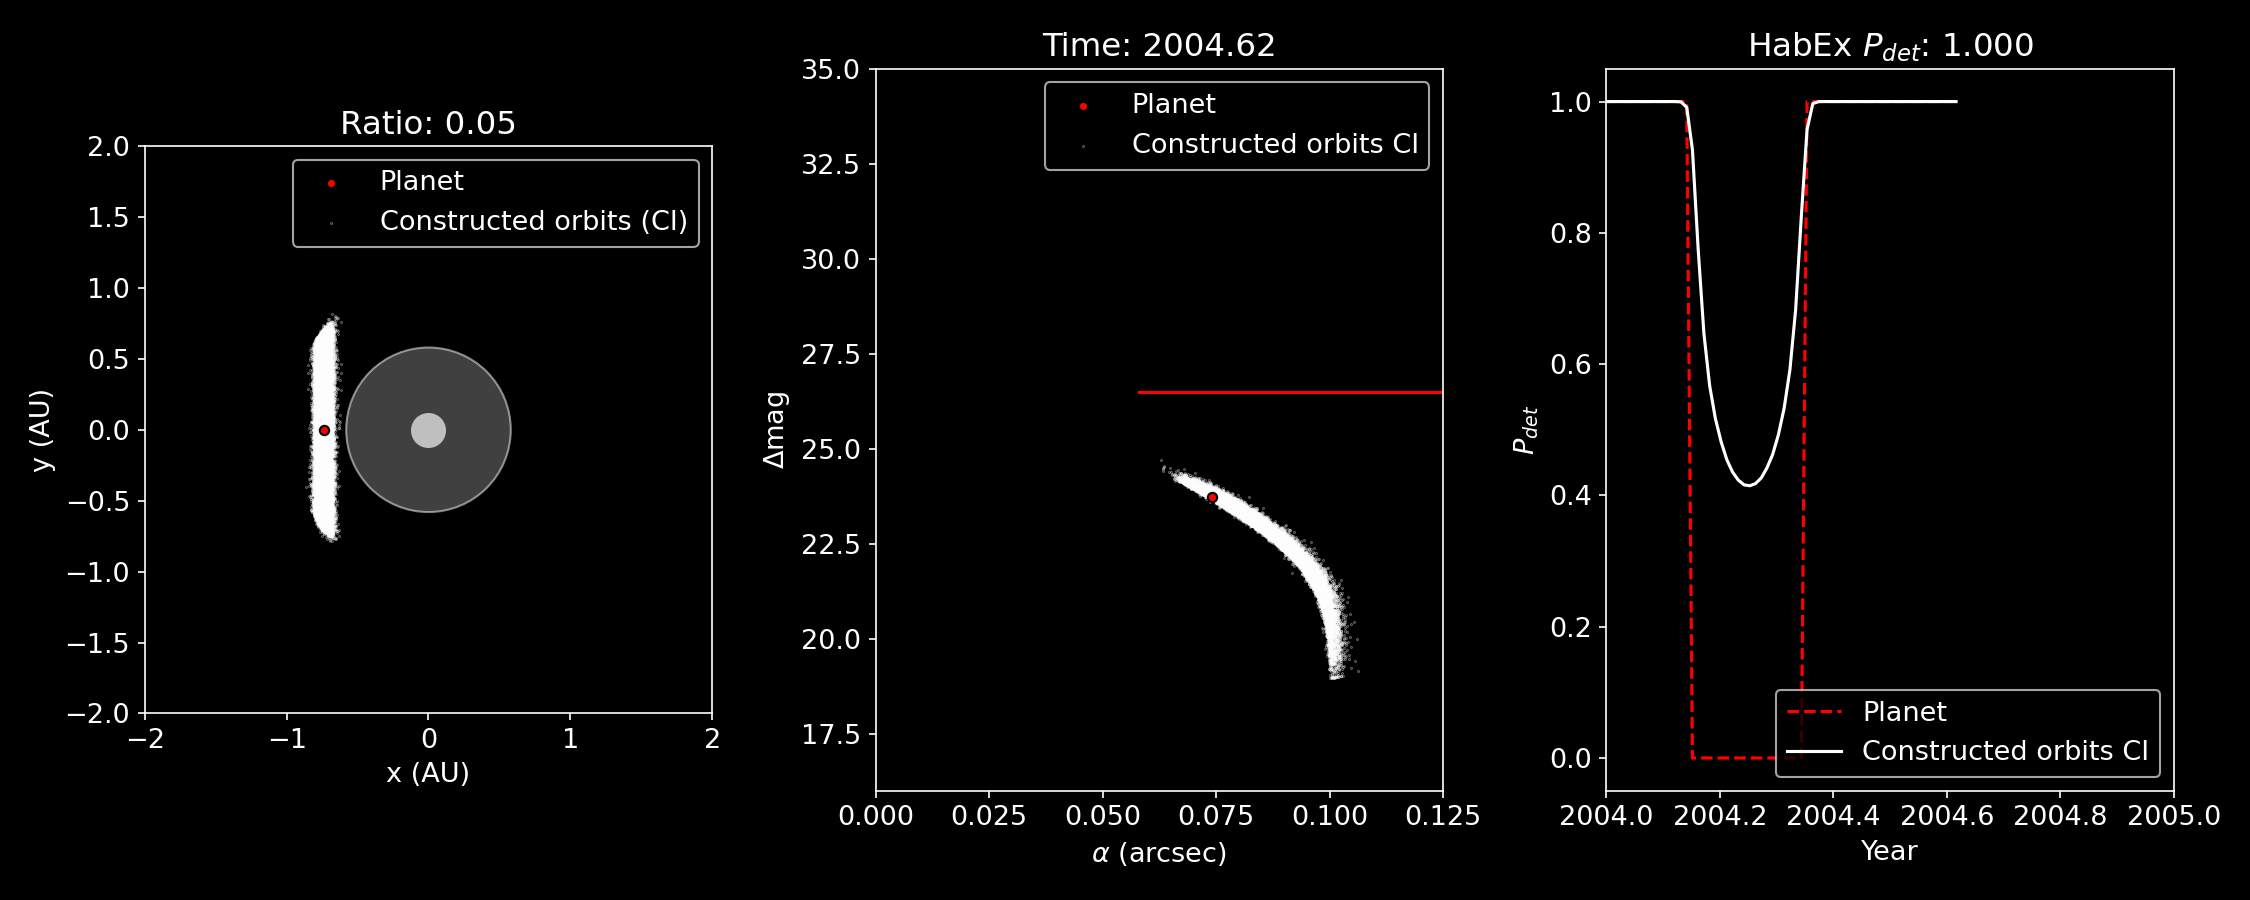 Ratio: 0.05
Planet
Constructed orbits (CI)
2.0
1.5
1.0
0.5
0.0
−0.5
−1.0
−1.5
−2.0
−2 −1 0 1 2
x (AU)
y (AU)
Time: 2004.62
Planet
Constructed orbits CI
35.0
32.5
30.0
27.5
25.0
22.5
20.0
17.5
0.000 0.025 0.050 0.075 0.100 0.125
α (arcsec)
Δmag
HabEx P_det: 1.000
1.0
0.8
0.6
0.4
0.2
0.0
Planet
Constructed orbits CI
2004.0 2004.2 2004.4 2004.6 2004.8 2005.0
Year
P_det